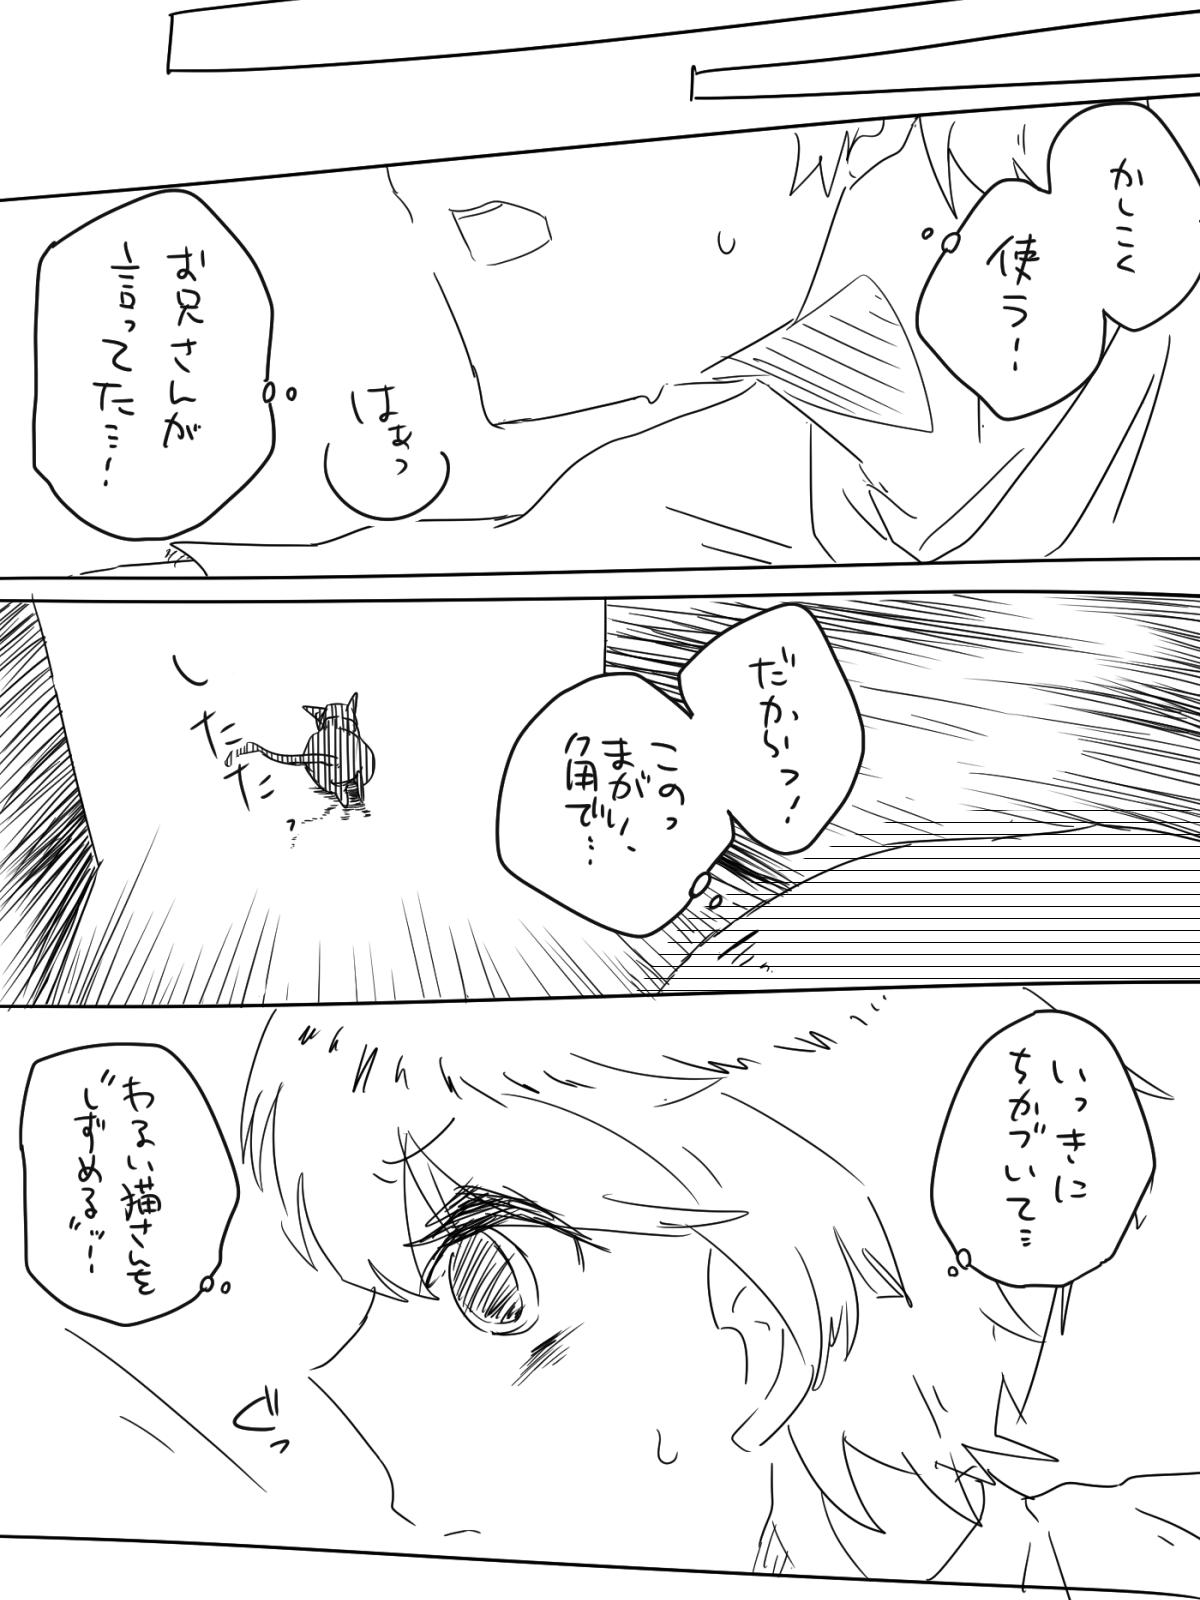 かしこく
使う…!
はぁっ
お兄さんが
言ってた…!
だからっ!
このっ
まがり
角で…
したたた
いっきに
ちかづいて…
わるい猫さんを
"しずめる"…!
ぐっ